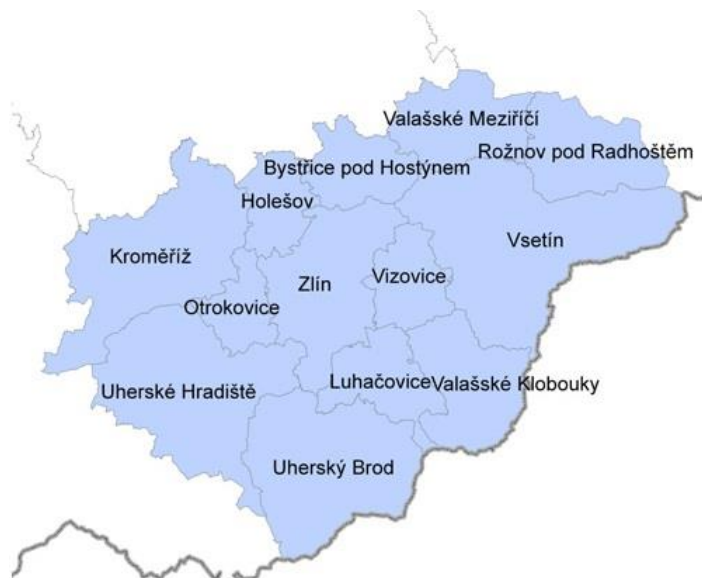 Valašské Meziříčí
Rožnov pod Radhoštěm
Bystřice pod Hostýnem
Holešov
Vsetín
Kroměříž
Zlín
Vizovice
Otrokovice
Uherské Hradiště
Luhačovice
Valašské Klobouky
Uherský Brod